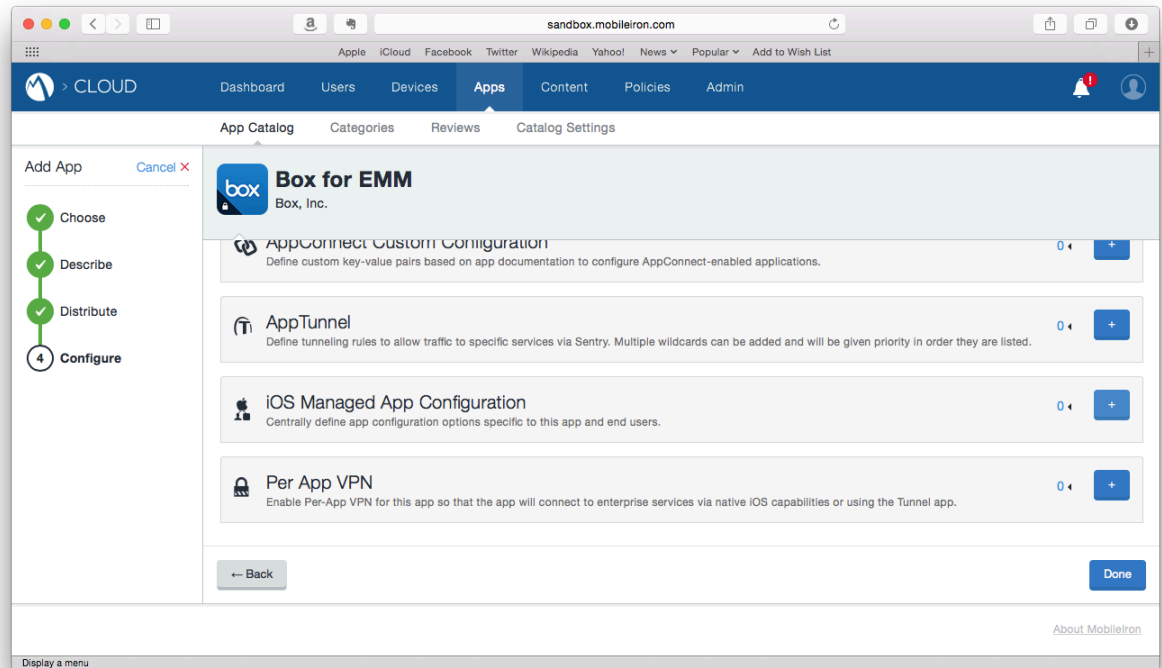 sandbox.mobileiron.com
Apple iCloud Facebook Twitter Wikipedia Yahoo! News Popular Add to Wish List
> CLOUD Dashboard Users Devices Apps Content Policies Admin !
App Catalog Categories Reviews Catalog Settings
Add App Cancel ×
Choose
Describe
Distribute
4 Configure
box
Box for EMM
Box, Inc.
AppConnect Custom Configuration 0 +
Define custom key-value pairs based on app documentation to configure AppConnect-enabled applications.
AppTunnel 0 +
Define tunneling rules to allow traffic to specific services via Sentry. Multiple wildcards can be added and will be given priority in order they are listed.
iOS Managed App Configuration 0 +
Centrally define app configuration options specific to this app and end users.
Per App VPN 0 +
Enable Per-App VPN for this app so that the app will connect to enterprise services via native iOS capabilities or using the Tunnel app.
← Back Done
About MobileIron
Display a menu